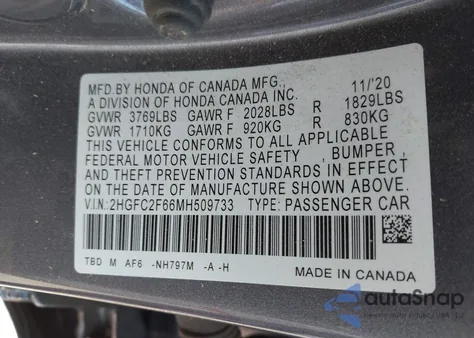 MFD.BY HONDA OF CANADA MFG., 11/'20
A DIVISION OF HONDA CANADA INC.
GVWR 3769LBS GAWR F 2028LBS R 1829LBS
GVWR 1710KG GAWR F 920KG R 830KG
THIS VEHICLE CONFORMS TO ALL APPLICABLE
FEDERAL MOTOR VEHICLE SAFETY , BUMPER ,
AND THEFT PREVENTION STANDARDS IN EFFECT ON
THE DATE OF MANUFACTURE SHOWN ABOVE.
V.I.N:2HGFC2F66MH509733 TYPE: PASSENGER CAR
TBD M AF6 -NH797M -A -H
MADE IN CANADA
autoSnap
www.AutoSnap.com